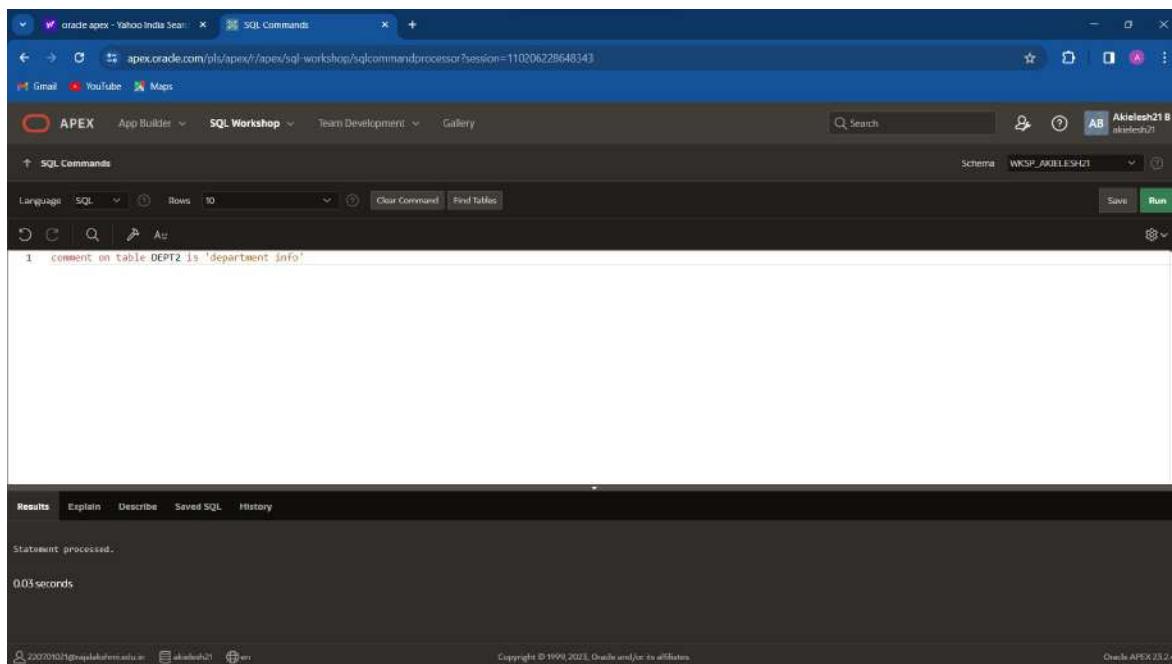 oracle apex - Yahoo India Sear
SQL Commands
apex.oracle.com/pls/apex/r/apex/sql-workshop/sqlcommandprocessor?session=110206228648343
Gmail YouTube Maps
APEX App Builder SQL Workshop Team Development Gallery Search AB Akielesh21 B
akielesh21
SQL Commands Schema WKSP_AKIELESH21
Language SQL Rows 10 Clear Command Find Tables Save Run
1 comment on table DEPT2 is 'department info'
Results Explain Describe Saved SQL History
Statement processed.
0.03 seconds
akielesh21 en Copyright © 1999, 2023, Oracle and/or its affiliates. Oracle APEX 23.2